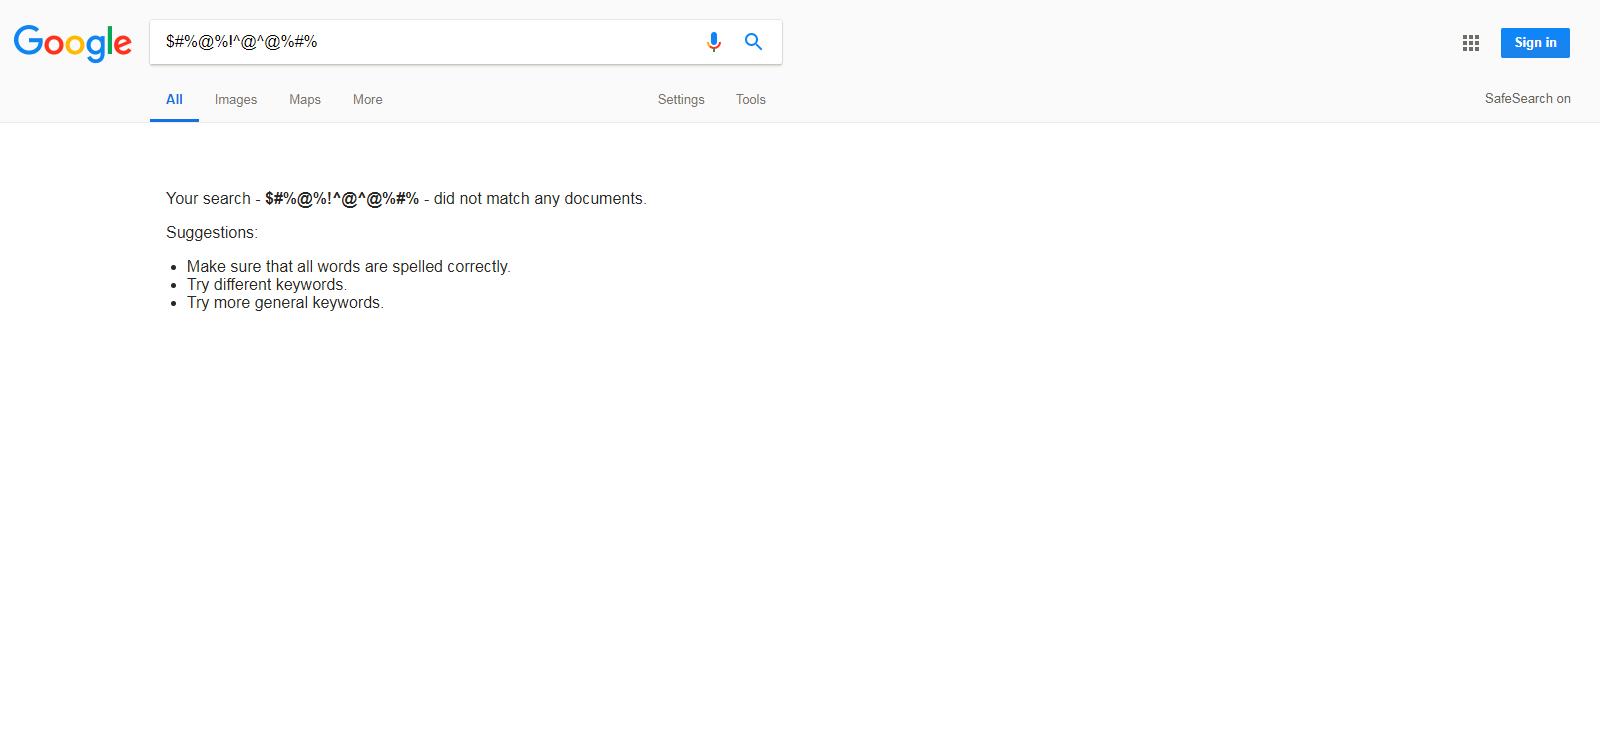 Google
$#%@%!^@^@%#%
Sign in
All Images Maps More Settings Tools SafeSearch on
Your search - $#%@%!^@^@%#% - did not match any documents.
Suggestions:
• Make sure that all words are spelled correctly.
• Try different keywords.
• Try more general keywords.